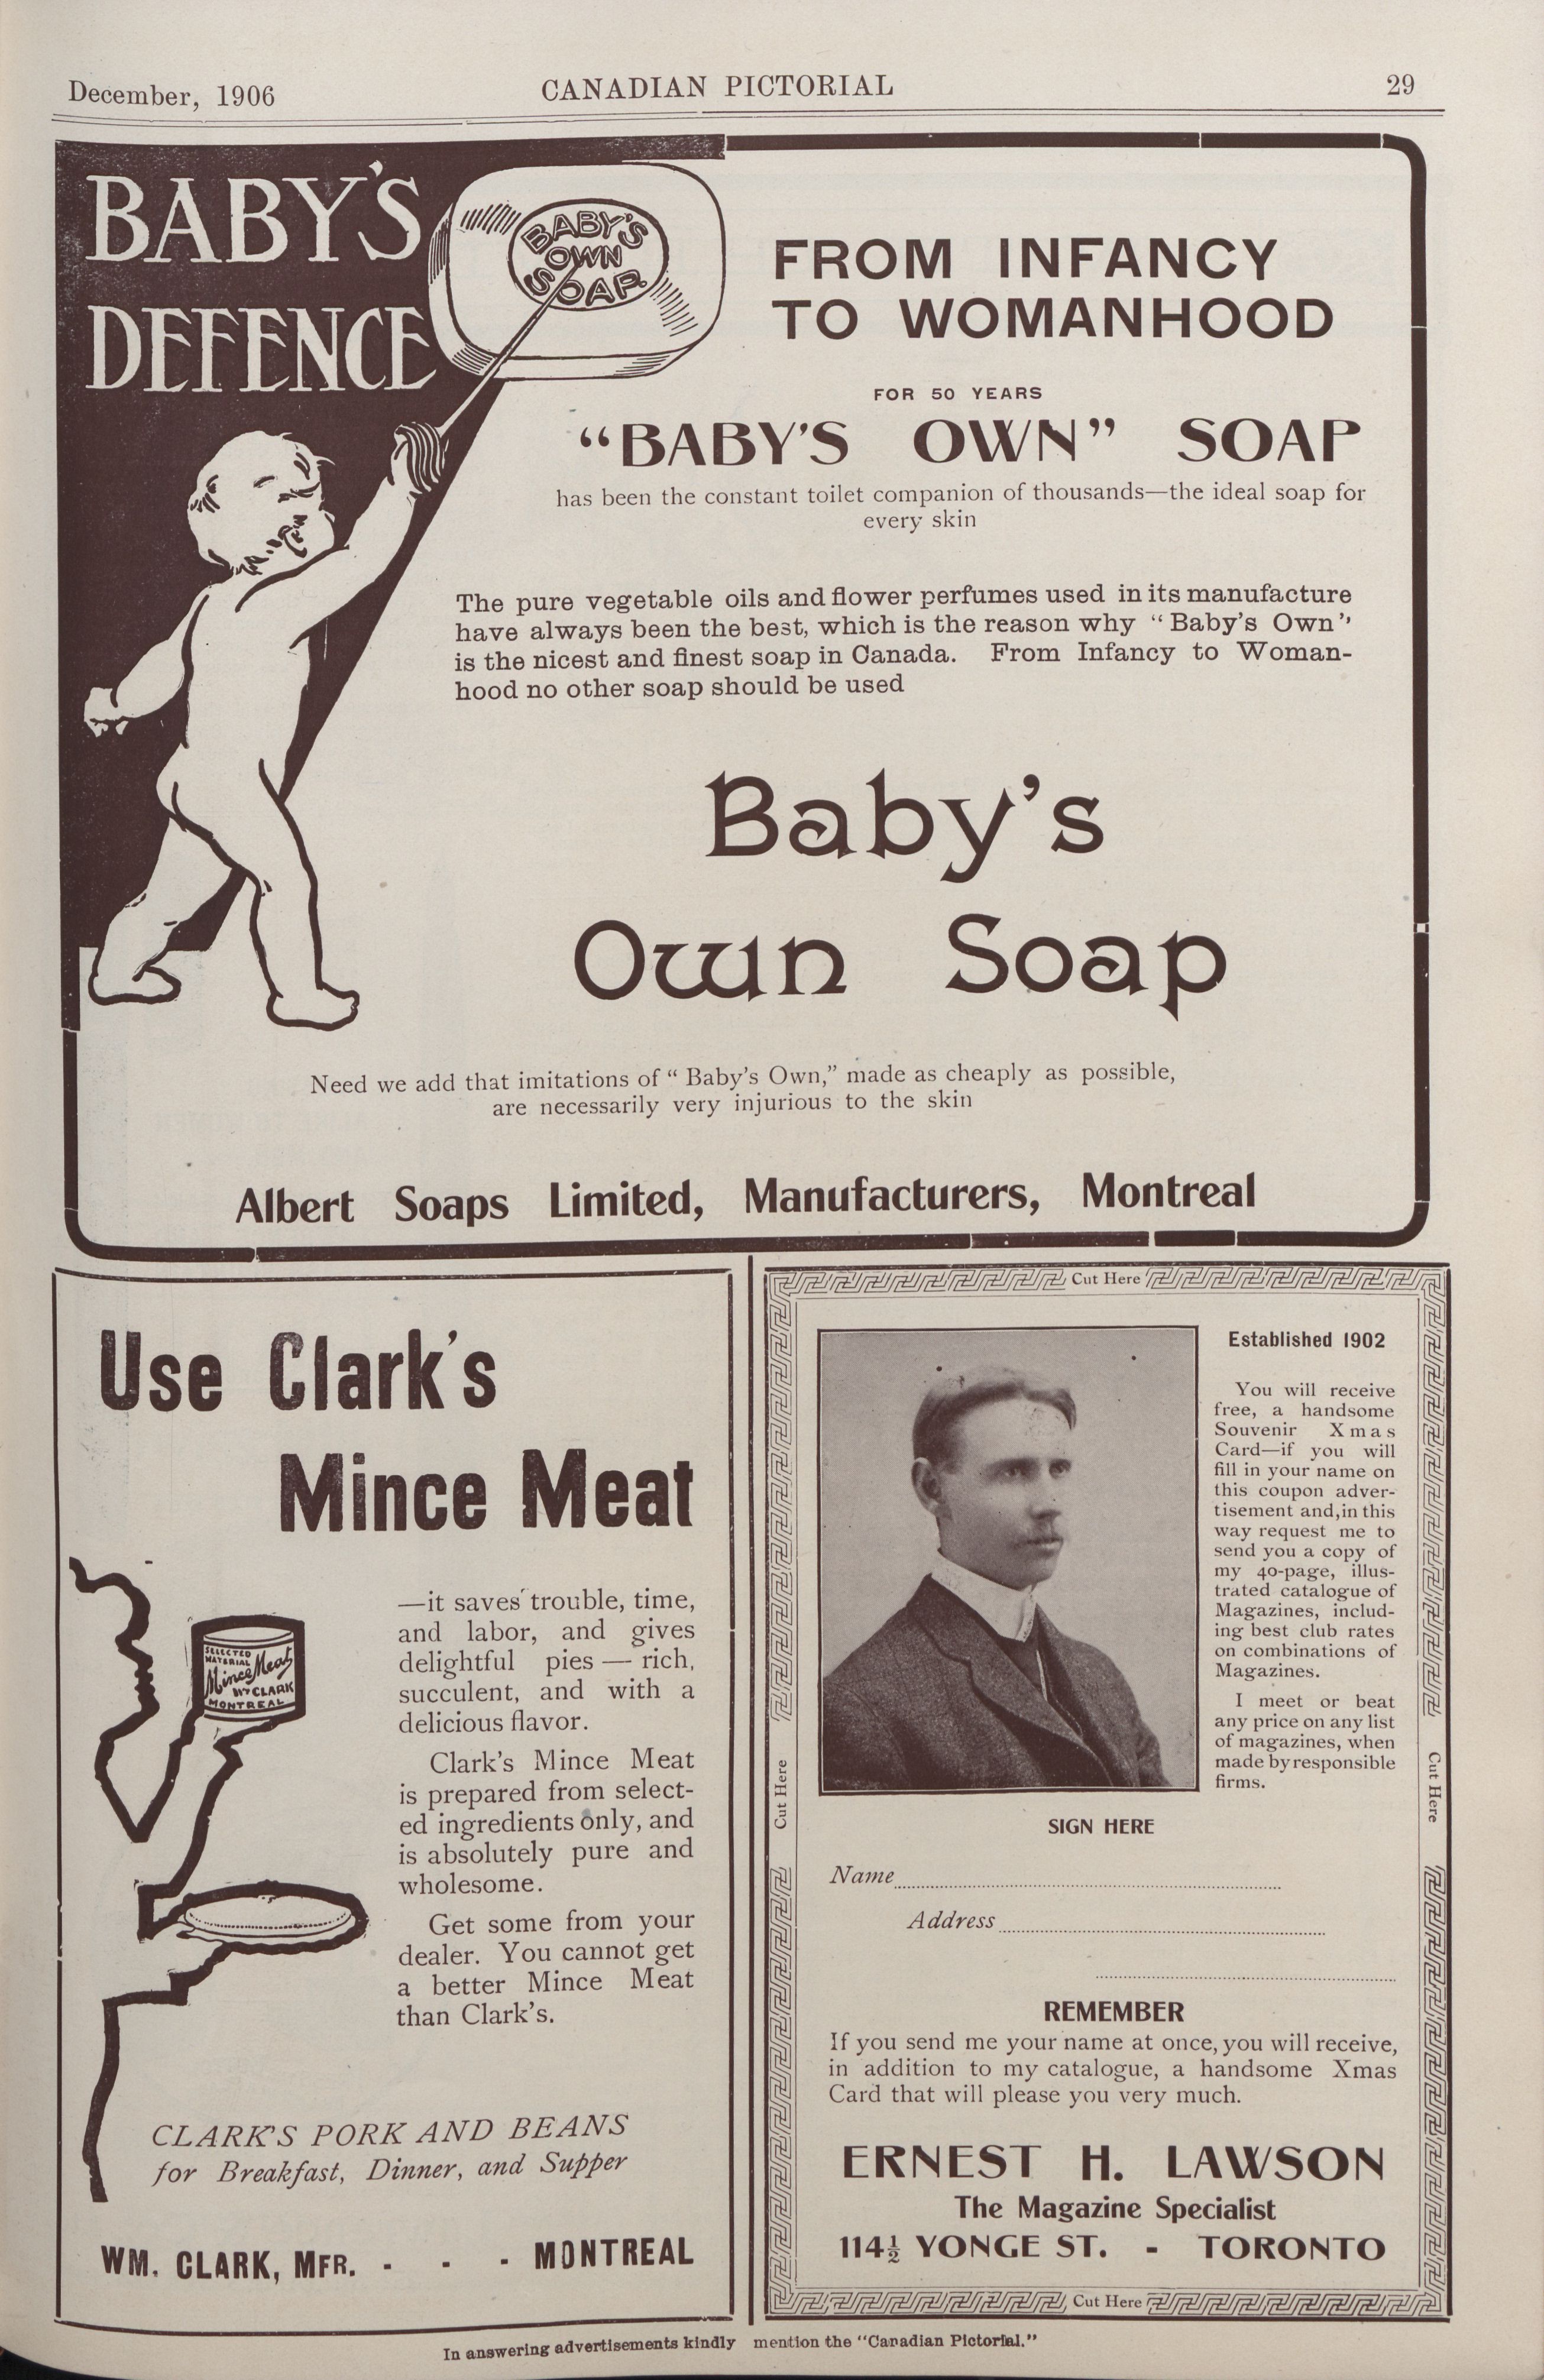 December, 1906
CANADIAN PICTORIAL
29
BABY'S
DEFENCE
BABY'S
OWN
SOAP.
FROM INFANCY
TO WOMANHOOD
FOR 50 YEARS
“BABY'S OWN” SOAP
has been the constant toilet companion of thousands—the ideal soap for
every skin
The pure vegetable oils and flower perfumes used in its manufacture
have always been the best, which is the reason why “Baby's Own”
is the nicest and finest soap in Canada. From Infancy to Woman-
hood no other soap should be used
Baby's
Own Soap
Need we add that imitations of “Baby's Own,” made as cheaply as possible,
are necessarily very injurious to the skin
Albert Soaps Limited, Manufacturers, Montreal
Use Clark's
Mince Meat
SELECTED
MATERIAL
Mince Meat
WM CLARK
MONTREAL
—it saves trouble, time,
and labor, and gives
delightful pies — rich,
succulent, and with a
delicious flavor.
Clark's Mince Meat
is prepared from select-
ed ingredients only, and
is absolutely pure and
wholesome.
Get some from your
dealer. You cannot get
a better Mince Meat
than Clark's.
CLARK'S PORK AND BEANS
for Breakfast, Dinner, and Supper
WM. CLARK, MFR. - - - MONTREAL
Cut Here
Established 1902
You will receive
free, a handsome
Souvenir Xmas
Card—if you will
fill in your name on
this coupon adver-
tisement and, in this
way request me to
send you a copy of
my 40-page, illus-
trated catalogue of
Magazines, includ-
ing best club rates
on combinations of
Magazines.
I meet or beat
any price on any list
of magazines, when
made by responsible
firms.
Cut Here
Cut Here
SIGN HERE
Name
Address
REMEMBER
If you send me your name at once, you will receive,
in addition to my catalogue, a handsome Xmas
Card that will please you very much.
ERNEST H. LAWSON
The Magazine Specialist
114½ YONGE ST. - TORONTO
Cut Here
In answering advertisements kindly mention the “Canadian Pictorial.”